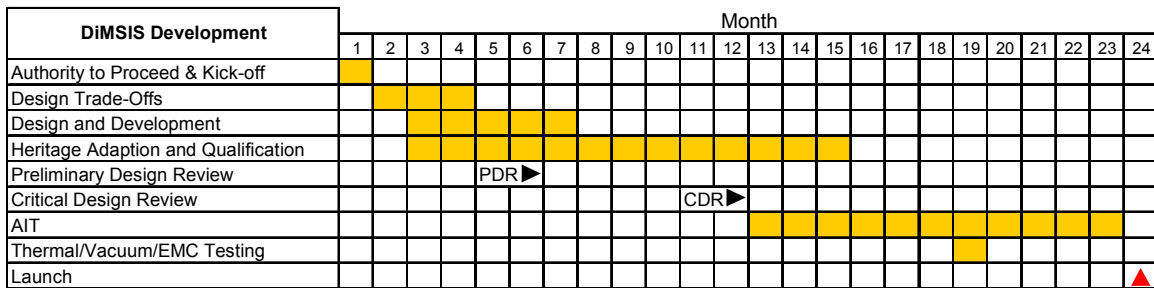 DiMSIS Development
Month
1 2 3 4 5 6 7 8 9 10 11 12 13 14 15 16 17 18 19 20 21 22 23 24
Authority to Proceed & Kick-off
Design Trade-Offs
Design and Development
Heritage Adaption and Qualification
Preliminary Design Review PDR
Critical Design Review CDR
AIT
Thermal/Vacuum/EMC Testing
Launch